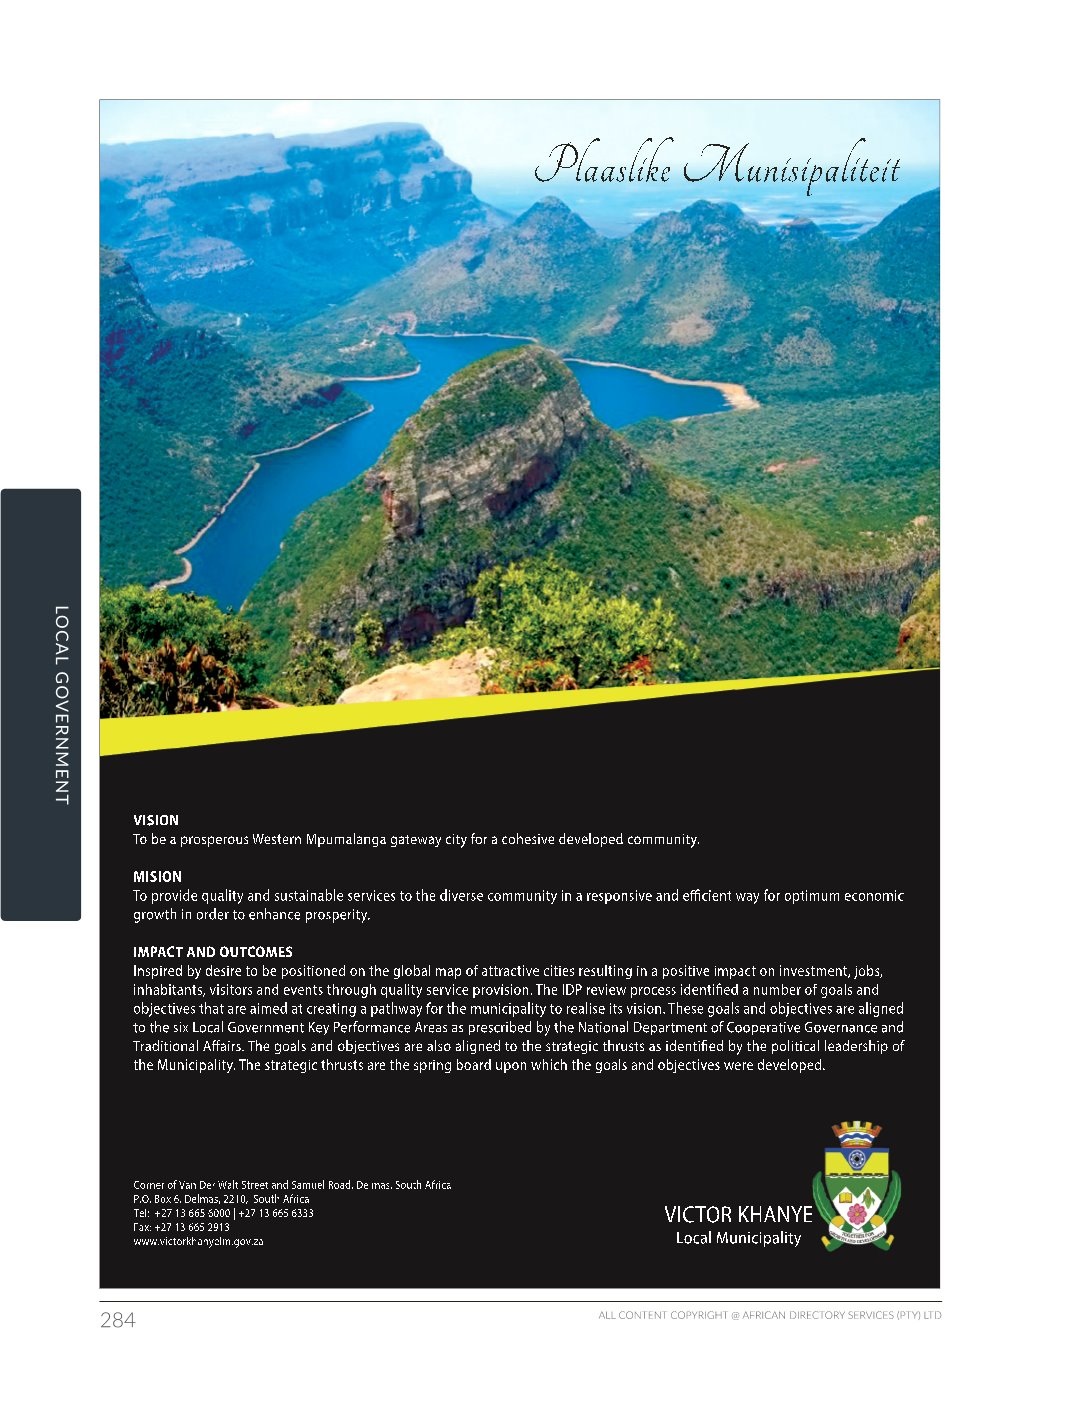 Plaaslike Munisipaliteit
LOCAL GOVERNMENT
VISION
To be a prosperous Western Mpumalanga gateway city for a cohesive developed community.
MISION
To provide quality and sustainable services to the diverse community in a responsive and efficient way for optimum economic
growth in order to enhance prosperity.
IMPACT AND OUTCOMES
Inspired by desire to be positioned on the global map of attractive cities resulting in a positive impact on investment, jobs,
inhabitants, visitors and events through quality service provision. The IDP review process identified a number of goals and
objectives that are aimed at creating a pathway for the municipality to realise its vision. These goals and objectives are aligned
to the six Local Government Key Performance Areas as prescribed by the National Department of Cooperative Governance and
Traditional Affairs. The goals and objectives are also aligned to the strategic thrusts as identified by the political leadership of
the Municipality. The strategic thrusts are the spring board upon which the goals and objectives were developed.
Corner of Van Der Walt Street and Samuel Road. Delmas. South Africa
P.O. Box 6. Delmas, 2210, South Africa
Tel: +27 13 665 6000 | +27 13 665 6333
Fax: +27 13 665 2913
www.victorkhanyelm.gov.za
VICTOR KHANYE
Local Municipality
TOGETHER FOR
GROWTH AND DEVELOPMENT
284
ALL CONTENT COPYRIGHT @ AFRICAN DIRECTORY SERVICES (PTY) LTD